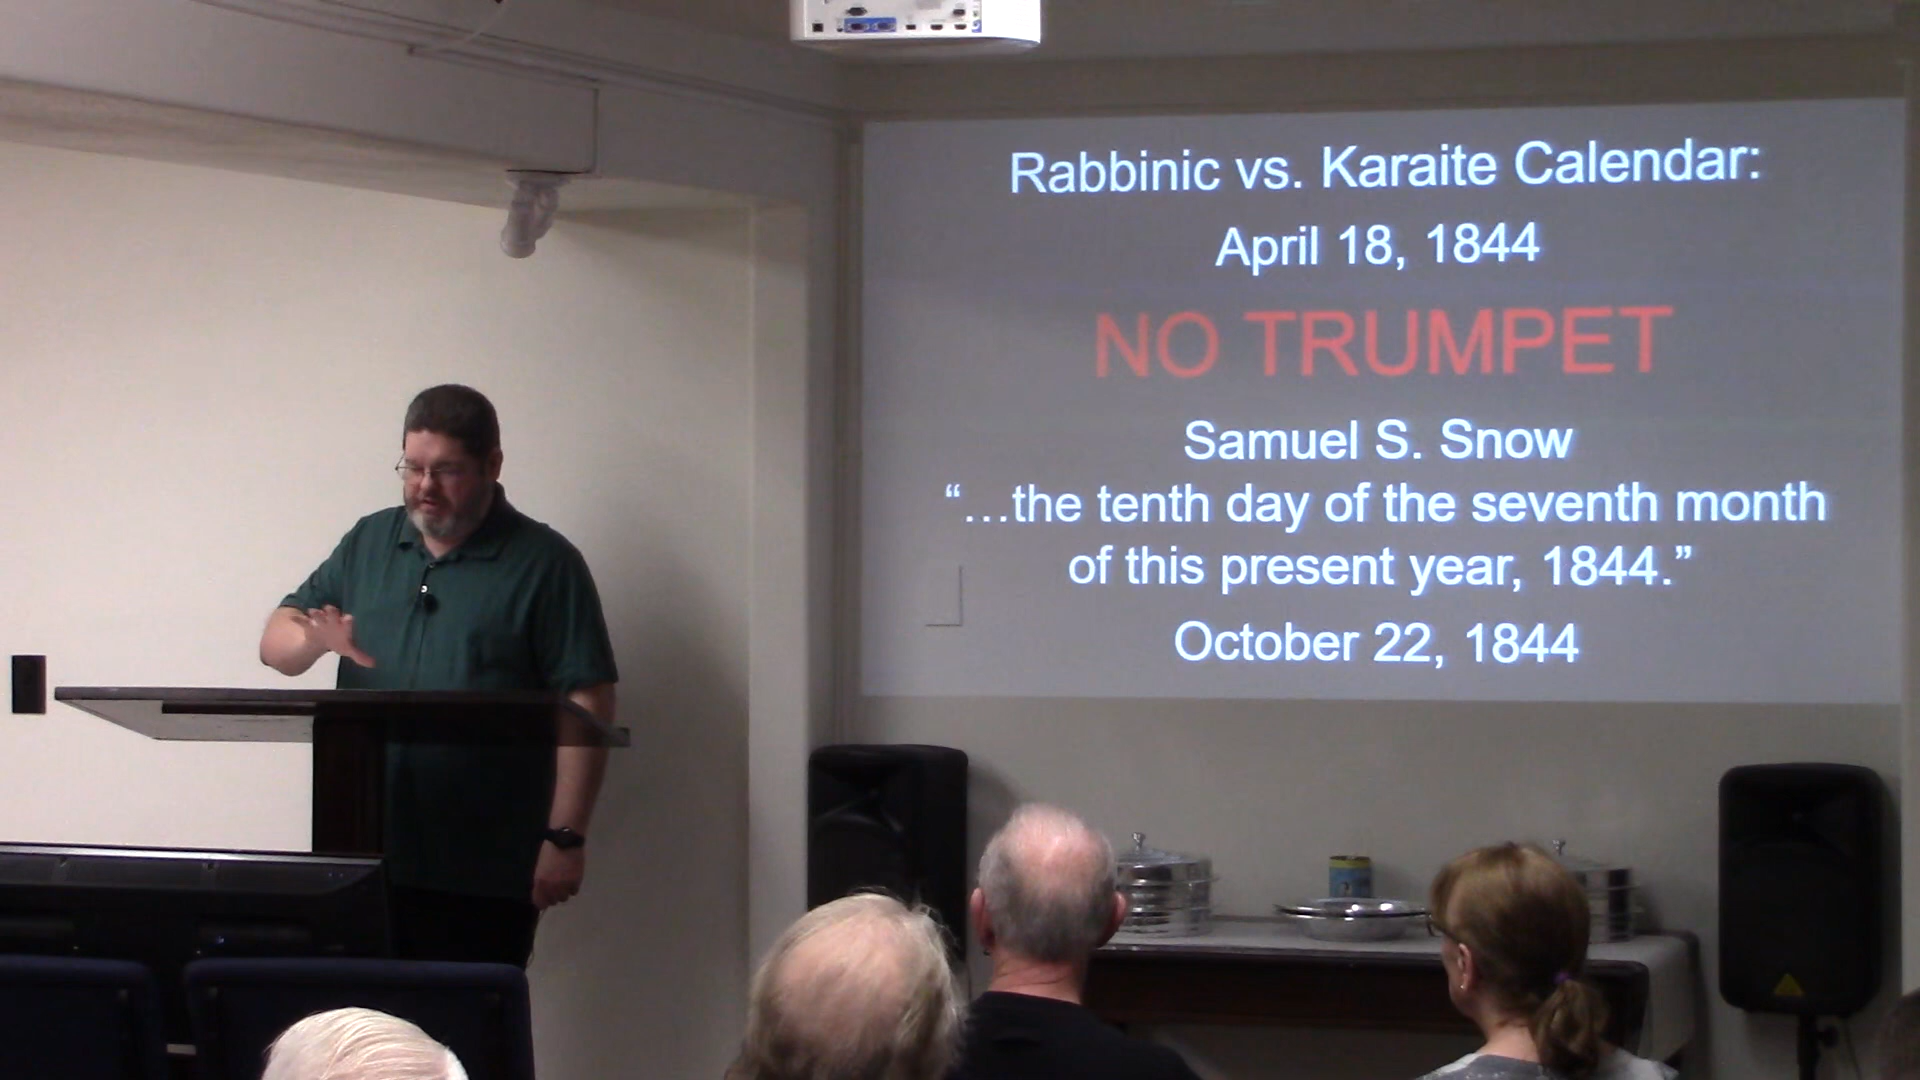 Rabbinic vs. Karaite Calendar:
April 18, 1844
NO TRUMPET
Samuel S. Snow
“…the tenth day of the seventh month
of this present year, 1844.”
October 22, 1844